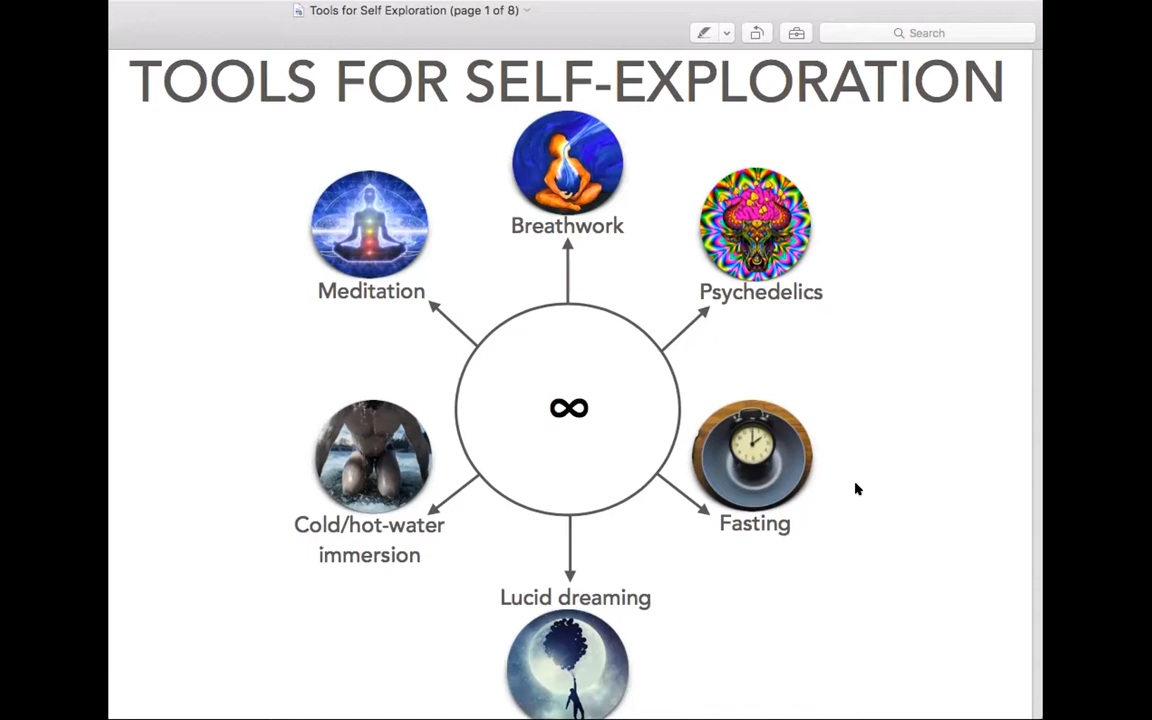 Tools for Self Exploration (page 1 of 8)
Search
TOOLS FOR SELF-EXPLORATION
Breathwork
Meditation
Psychedelics
∞
Cold/hot-water
immersion
Fasting
Lucid dreaming